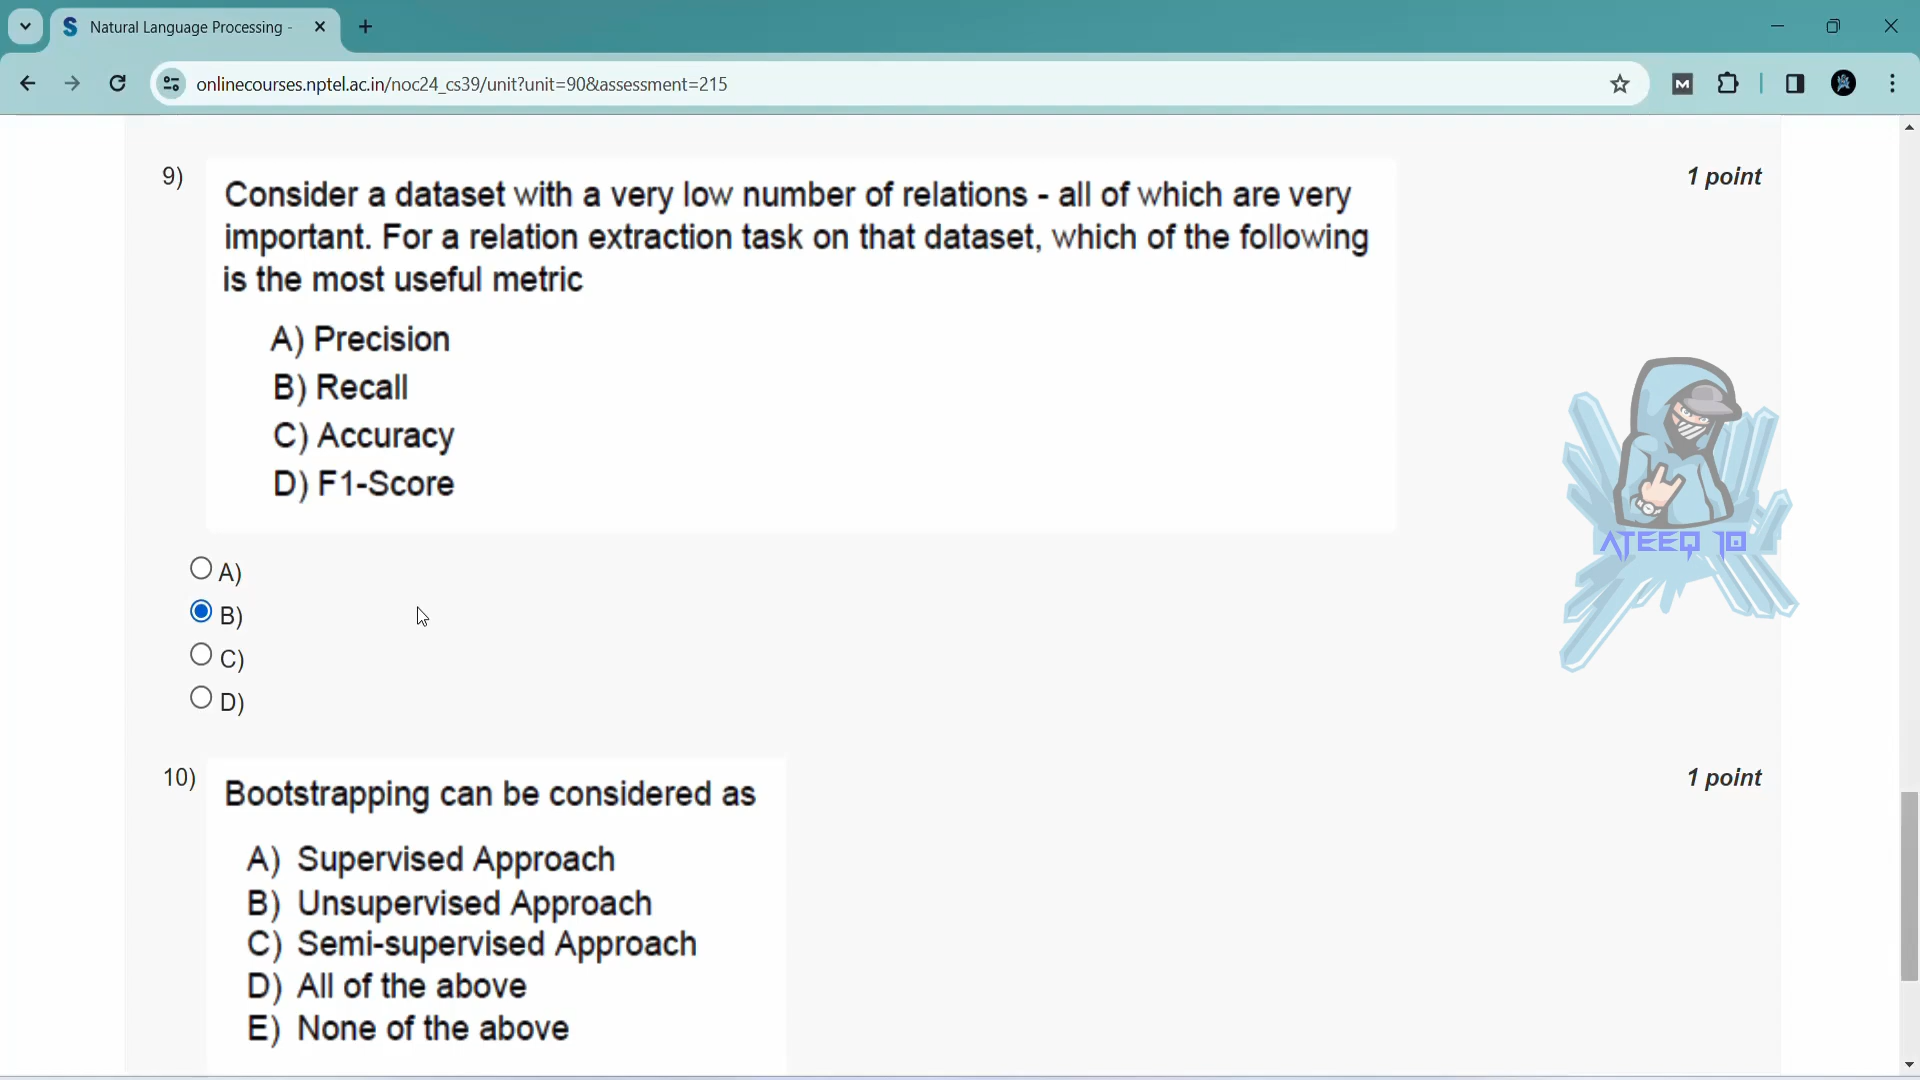 Natural Language Processing -
onlinecourses.nptel.ac.in/noc24_cs39/unit?unit=90&assessment=215
9)
1 point
Consider a dataset with a very low number of relations - all of which are very
important. For a relation extraction task on that dataset, which of the following
is the most useful metric
A) Precision
B) Recall
C) Accuracy
D) F1-Score
ATEEQ 10
A)
B)
C)
D)
10)
1 point
Bootstrapping can be considered as
A) Supervised Approach
B) Unsupervised Approach
C) Semi-supervised Approach
D) All of the above
E) None of the above